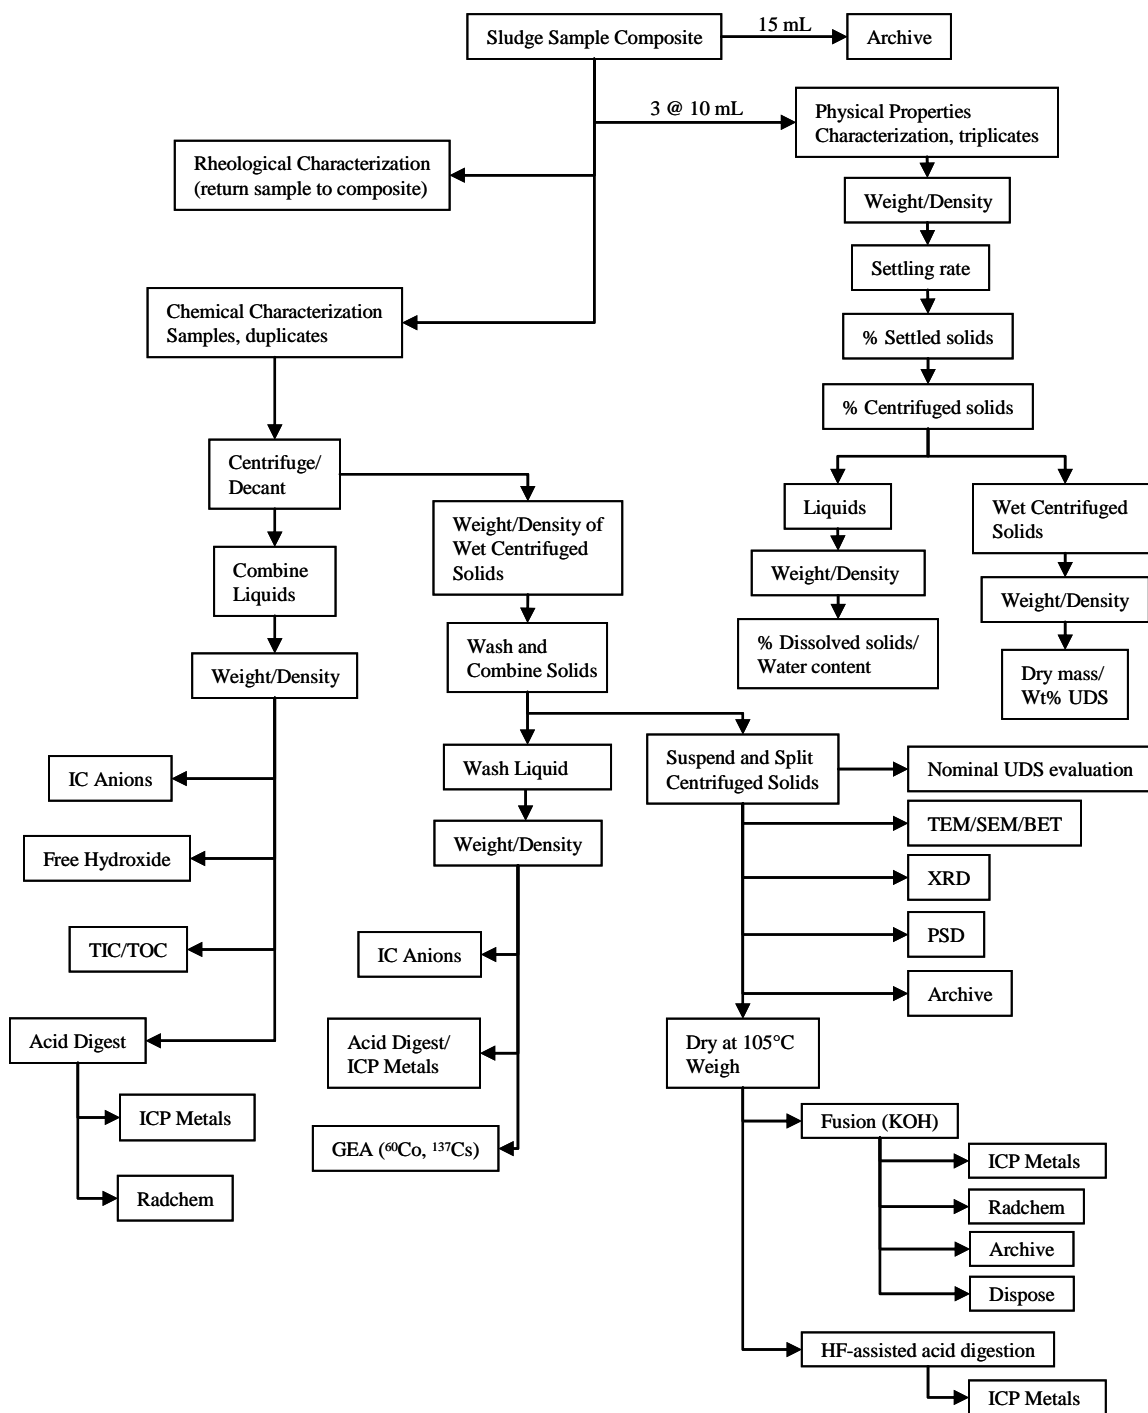 Sludge Sample Composite
15 mL
Archive
3 @ 10 mL
Physical Properties
Characterization, triplicates
Rheological Characterization
(return sample to composite)
Weight/Density
Settling rate
Chemical Characterization
Samples, duplicates
% Settled solids
% Centrifuged solids
Centrifuge/
Decant
Liquids
Wet Centrifuged
Solids
Weight/Density of
Wet Centrifuged
Solids
Combine
Liquids
Weight/Density
Weight/Density
Wash and
Combine Solids
% Dissolved solids/
Water content
Weight/Density
Dry mass/
Wt% UDS
Wash Liquid
Suspend and Split
Centrifuged Solids
Nominal UDS evaluation
IC Anions
Weight/Density
TEM/SEM/BET
Free Hydroxide
XRD
TIC/TOC
IC Anions
PSD
Archive
Acid Digest
Acid Digest/
ICP Metals
Dry at 105°C
Weigh
ICP Metals
GEA (⁶⁰Co, ¹³⁷Cs)
Fusion (KOH)
ICP Metals
Radchem
Radchem
Archive
Dispose
HF-assisted acid digestion
ICP Metals